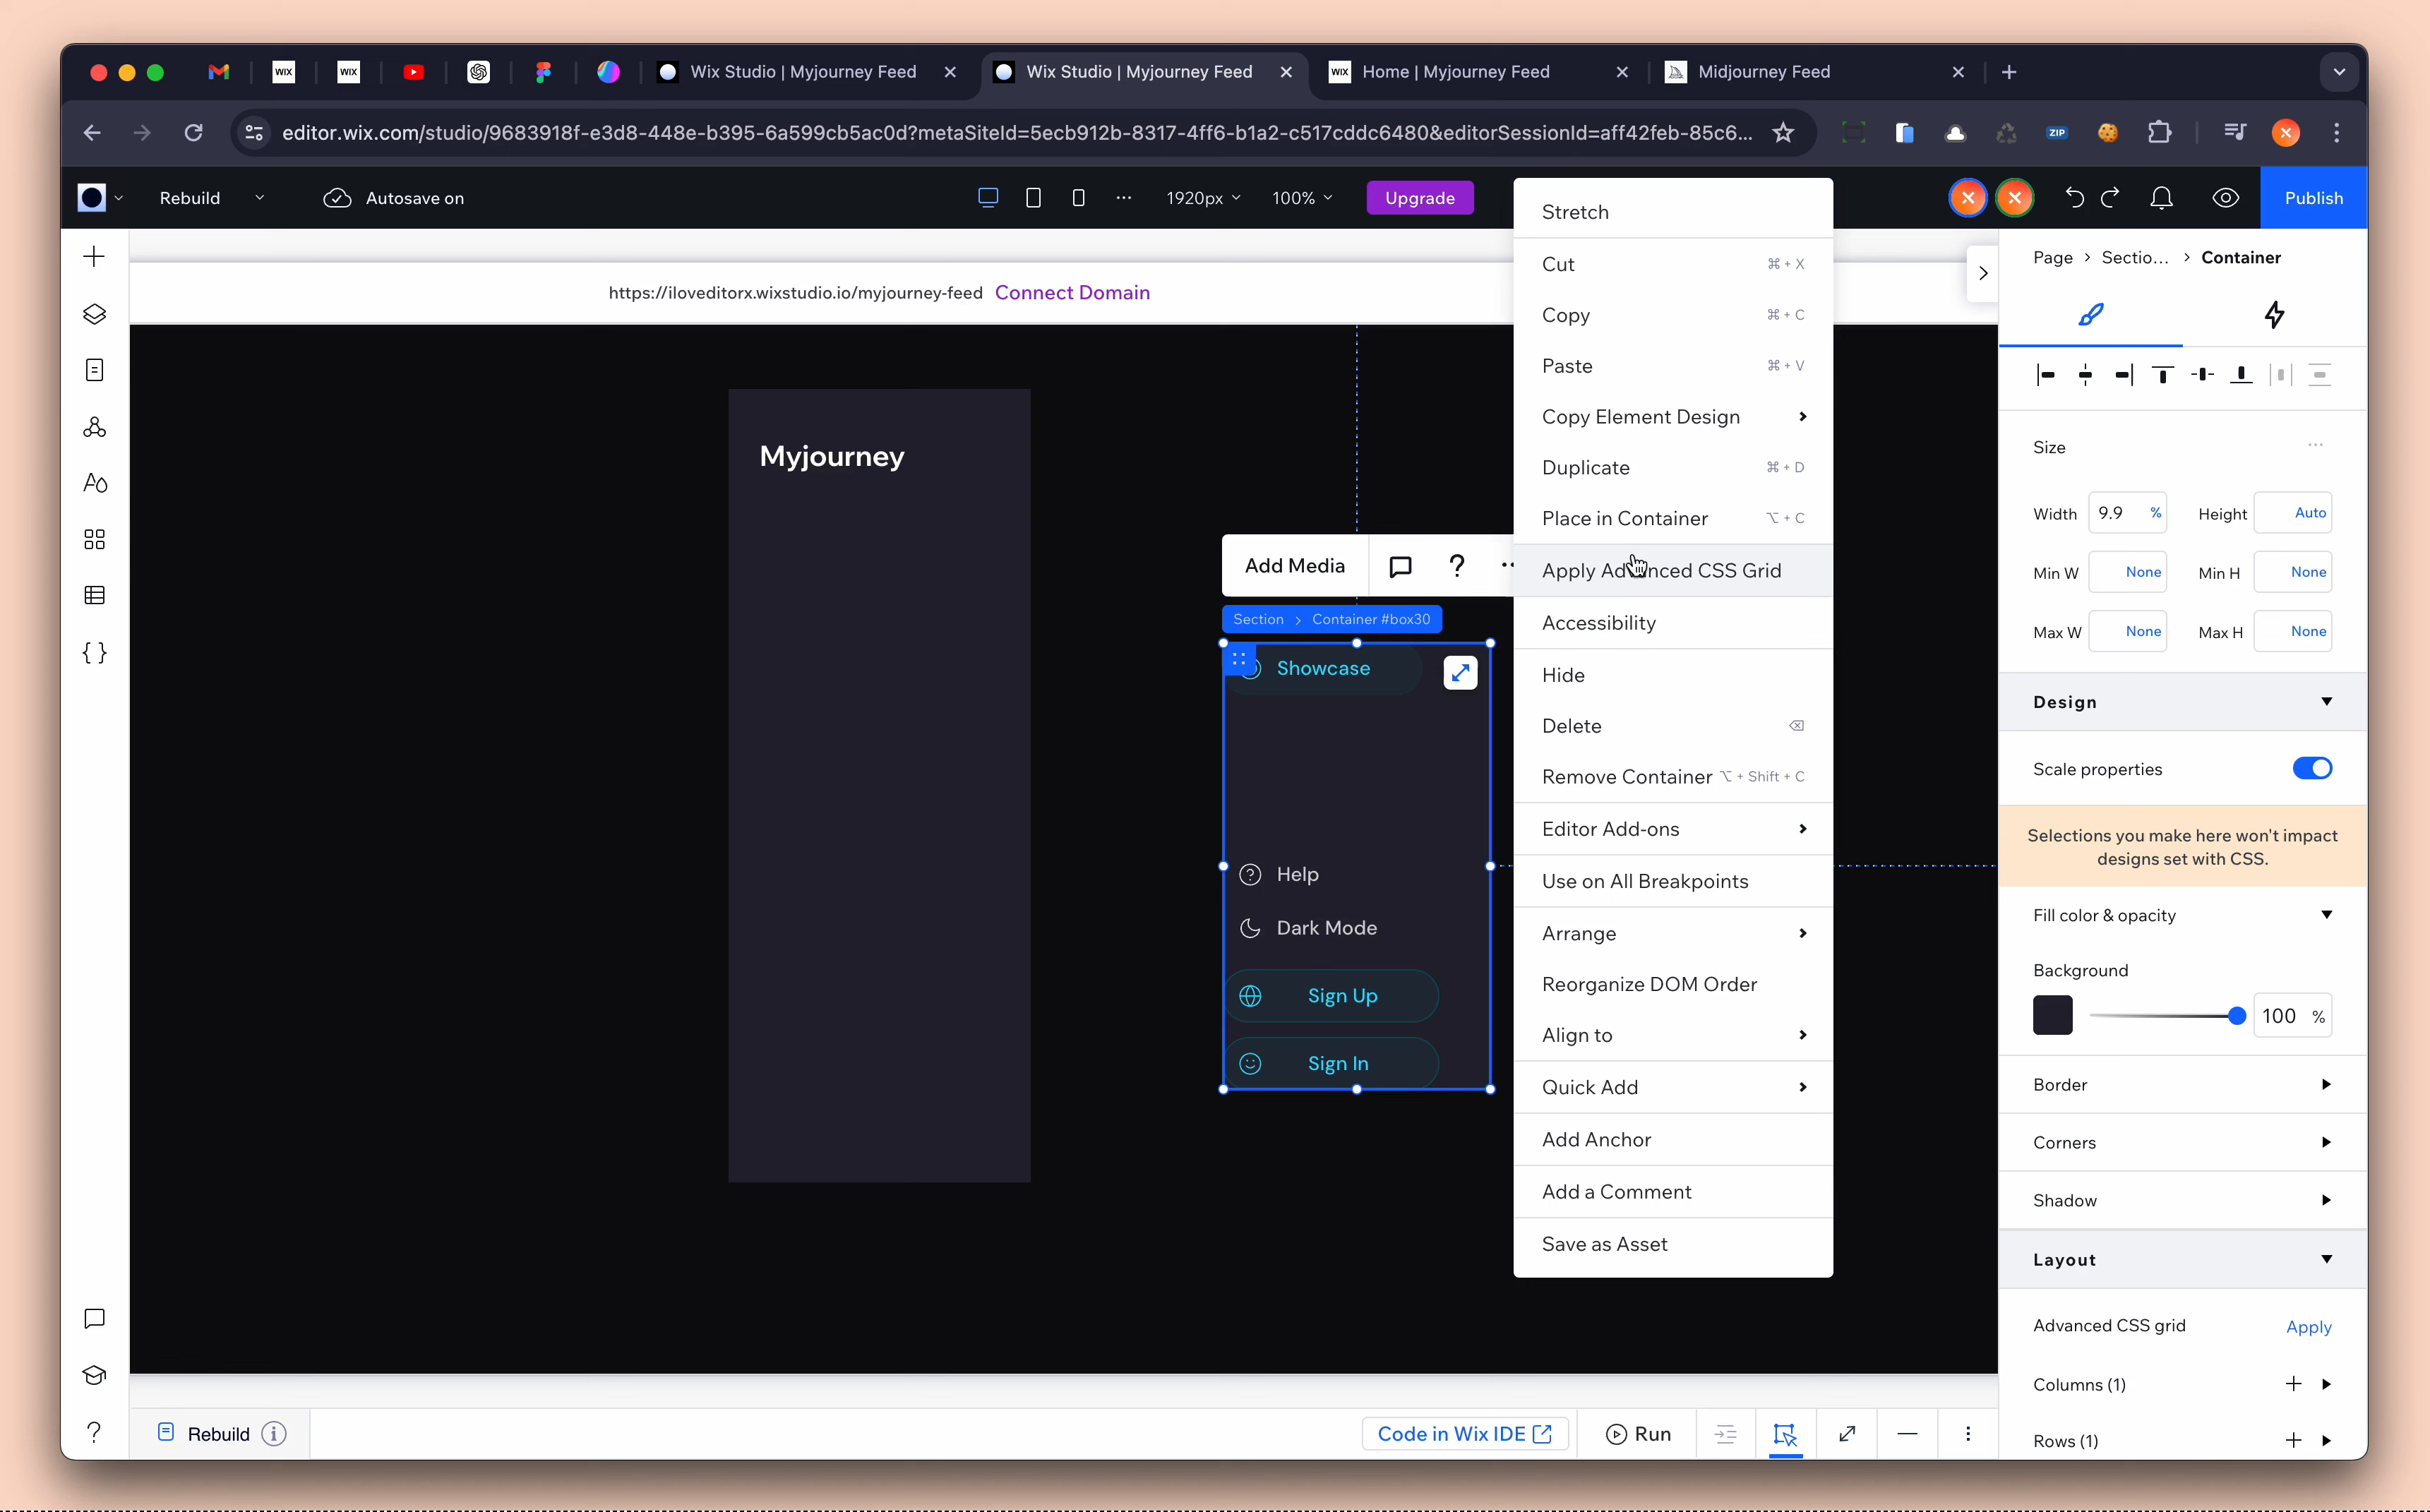 WIX
WIX
Wix Studio | Myjourney Feed
Wix Studio | Myjourney Feed
WIX
Home | Myjourney Feed
Midjourney Feed
editor.wix.com/studio/9683918f-e3d8-448e-b395-6a599cb5ac0d?metaSiteId=5ecb912b-8317-4ff6-b1a2-c517cddc6480&editorSessionId=aff42feb-85c6...
ZIP
Rebuild
Autosave on
1920px
100%
Upgrade
Publish
https://iloveditorx.wixstudio.io/myjourney-feed Connect Domain
Myjourney
Add Media
Section > Container #box30
Showcase
Help
Dark Mode
Sign Up
Sign In
Stretch
Cut ⌘ + X
Copy ⌘ + C
Paste ⌘ + V
Copy Element Design
Duplicate ⌘ + D
Place in Container ⌥ + C
Apply Advanced CSS Grid
Accessibility
Hide
Delete
Remove Container ⌥ + Shift + C
Editor Add-ons
Use on All Breakpoints
Arrange
Reorganize DOM Order
Align to
Quick Add
Add Anchor
Add a Comment
Save as Asset
Page > Sectio... > Container
Size
Width 9.9 % Height Auto
Min W None Min H None
Max W None Max H None
Design
Scale properties
Selections you make here won't impact
designs set with CSS.
Fill color & opacity
Background
100 %
Border
Corners
Shadow
Layout
Advanced CSS grid Apply
Columns (1)
Rows (1)
Rebuild
Code in Wix IDE
Run